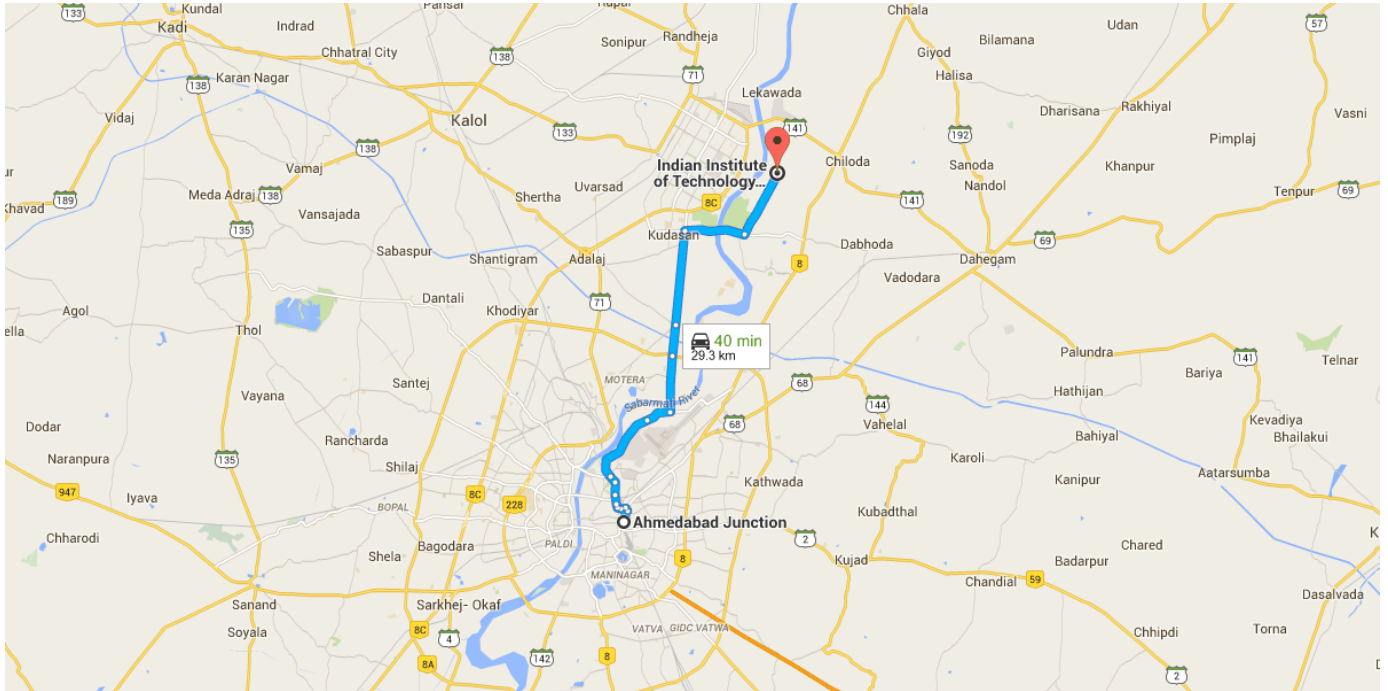 133
Kundal
Pansar
Rupal
Chhala
Kadi
Indrad
Randheja
Udan
57
Sonipur
Bilamana
Giyod
Chhatral City
138
Karan Nagar
71
Halisa
138
Lekawada
Dharisana
Rakhiyal
Vasni
Vidaj
Kalol
133
141
192
Pimplaj
138
Indian Institute
of Technology...
Chiloda
Sanoda
Khanpur
Vamaj
Nandol
Meda Adraj
138
Uvarsad
Shertha
8C
141
Tenpur
69
Khavad
189
Vansajada
135
Kudasan
Dabhoda
69
Sabaspur
Shantigram
Adalaj
8
Dahegam
Vadodara
Dantali
71
Agol
Khodiyar
ella
Thol
40 min
29.3 km
Palundra
141
Telnar
Santej
MOTERA
68
Bariya
Vayana
Hathijan
Sabarmati River
144
Kevadiya
Dodar
68
Vahelal
Bahiyal
Bhailakui
Rancharda
Naranpura
135
Shilaj
Karoli
Aatarsumba
947
Iyava
8C
228
Kathwada
Kanipur
BOPAL
Kubadthal
Ahmedabad Junction
Chharodi
PALDI
2
Chared
K
Shela
Bagodara
8
Kujad
Badarpur
MANINAGAR
59
Chandial
Dasalvada
Sanand
Sarkhej- Okaf
Soyala
8C
4
VATVA
GIDC VATWA
Chhipdi
Torna
142
8
8A
2